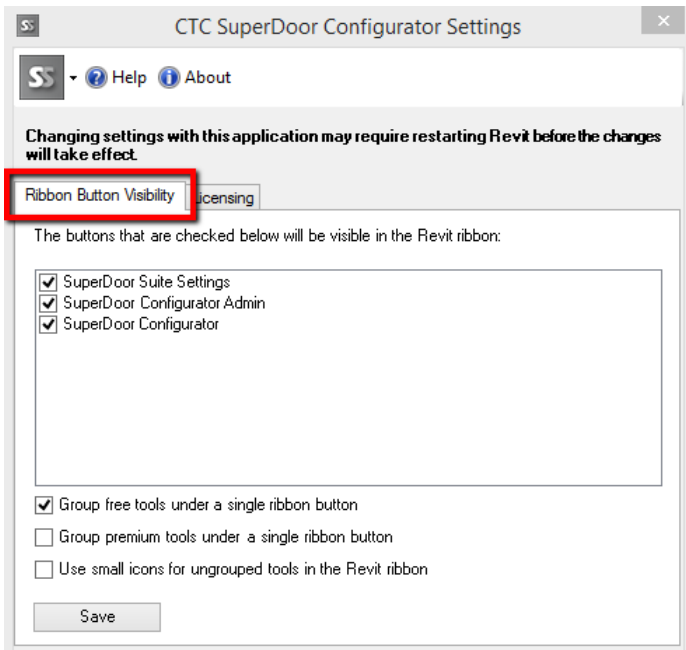 SS
CTC SuperDoor Configurator Settings
SS
Help
About
Changing settings with this application may require restarting Revit before the changes
will take effect.
Ribbon Button Visibility
Licensing
The buttons that are checked below will be visible in the Revit ribbon:
SuperDoor Suite Settings
SuperDoor Configurator Admin
SuperDoor Configurator
Group free tools under a single ribbon button
Group premium tools under a single ribbon button
Use small icons for ungrouped tools in the Revit ribbon
Save